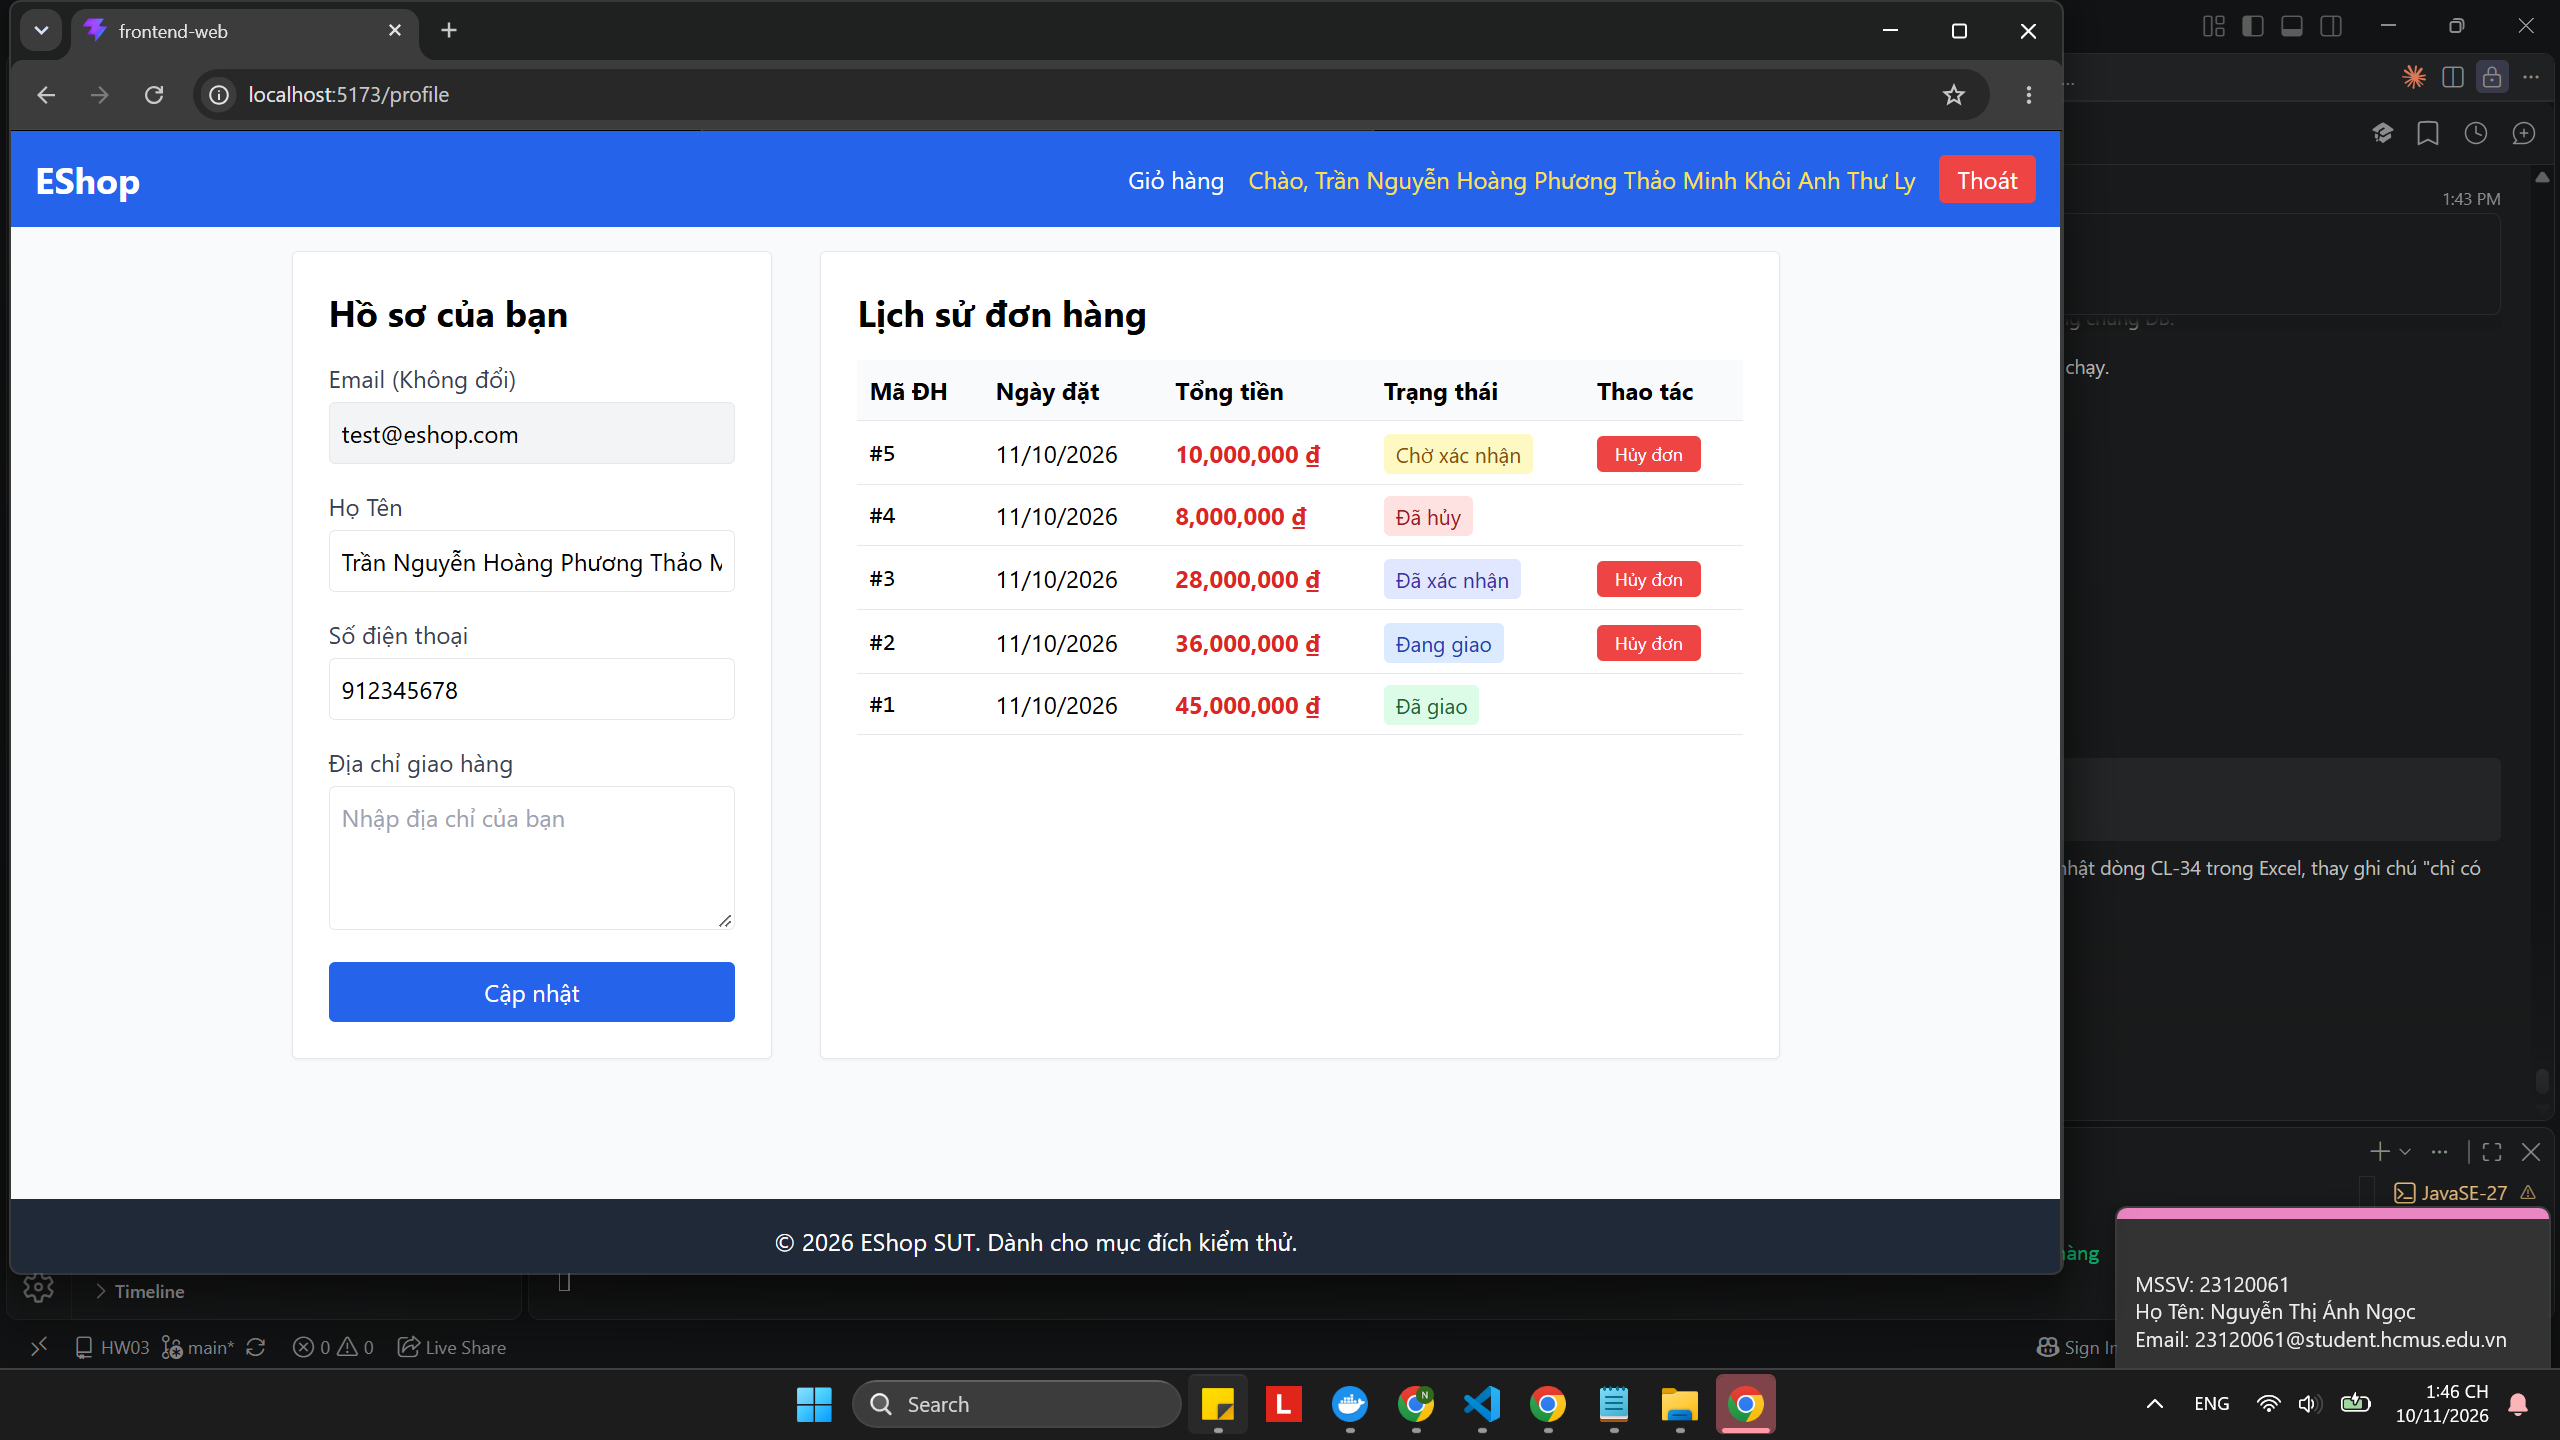 frontend-web
localhost:5173/profile
EShop
Giỏ hàng
Chào, Trần Nguyễn Hoàng Phương Thảo Minh Khôi Anh Thư Ly
Thoát
Hồ sơ của bạn
Email (Không đổi)
test@eshop.com
Họ Tên
Trần Nguyễn Hoàng Phương Thảo M
Số điện thoại
912345678
Địa chỉ giao hàng
Nhập địa chỉ của bạn
Cập nhật
Lịch sử đơn hàng
Mã ĐH Ngày đặt Tổng tiền Trạng thái Thao tác
#5 11/10/2026 10,000,000 ₫ Chờ xác nhận Hủy đơn
#4 11/10/2026 8,000,000 ₫ Đã hủy
#3 11/10/2026 28,000,000 ₫ Đã xác nhận Hủy đơn
#2 11/10/2026 36,000,000 ₫ Đang giao Hủy đơn
#1 11/10/2026 45,000,000 ₫ Đã giao
© 2026 EShop SUT. Dành cho mục đích kiểm thử.
1:43 PM
chạy.
CL-34 trong Excel, thay ghi chú "chỉ có
JavaSE-27
MSSV: 23120061
Họ Tên: Nguyễn Thị Ánh Ngọc
Email: 23120061@student.hcmus.edu.vn
Timeline
HW03 main* 0 0 Live Share
Sign In
Search
ENG
1:46 CH
10/11/2026